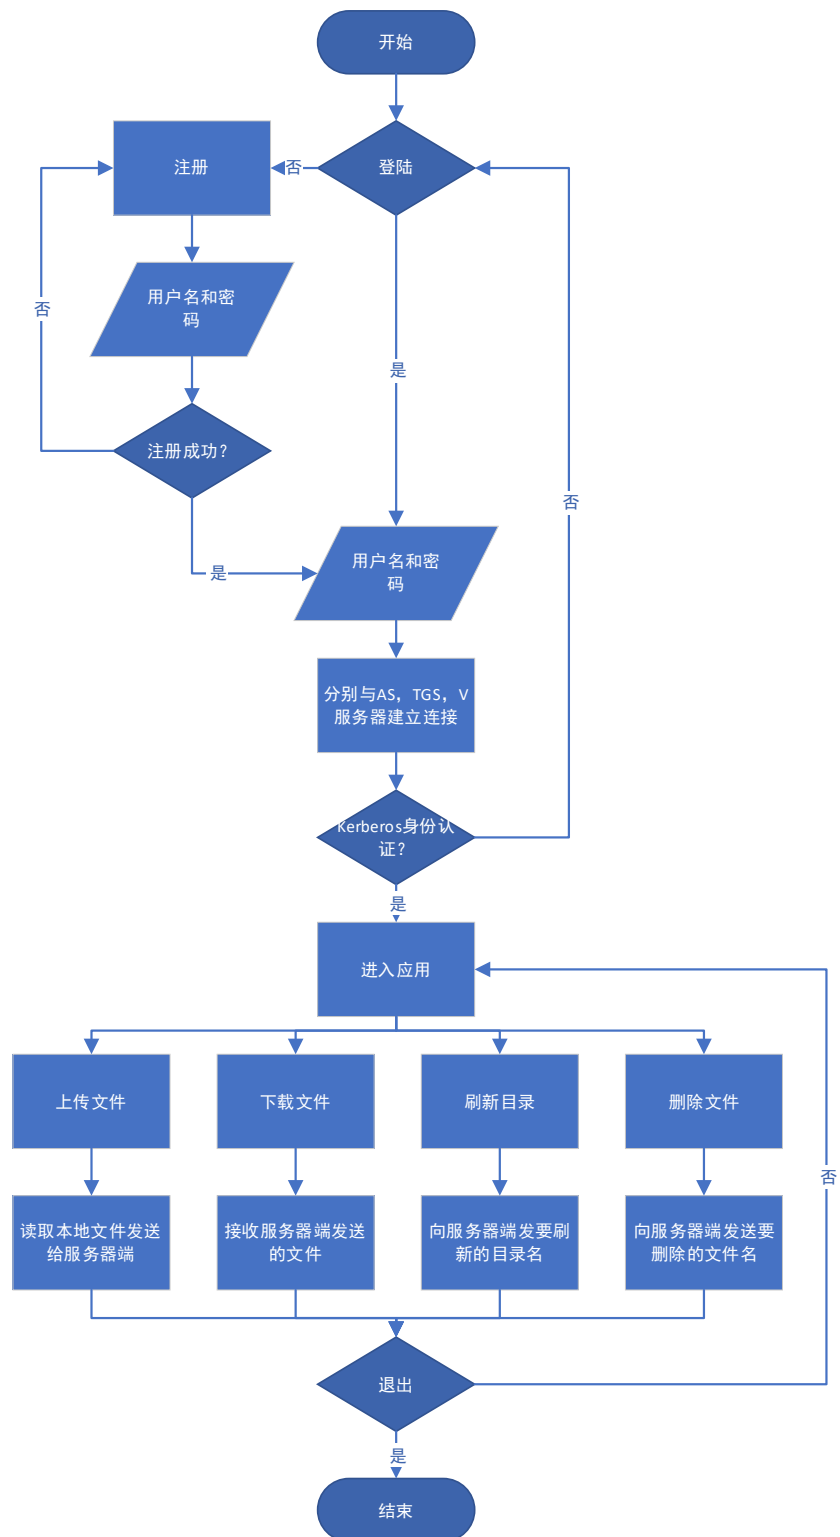 开始
登陆
否
注册
用户名和密
码
否
是
注册成功？
否
用户名和密
码
是
分别与AS，TGS，V
服务器建立连接
Kerberos身份认
证？
是
进入应用
上传文件
下载文件
刷新目录
删除文件
否
读取本地文件发送
给服务器端
接收服务器端发送
的文件
向服务器端发要刷
新的目录名
向服务器端发送要
删除的文件名
退出
是
结束